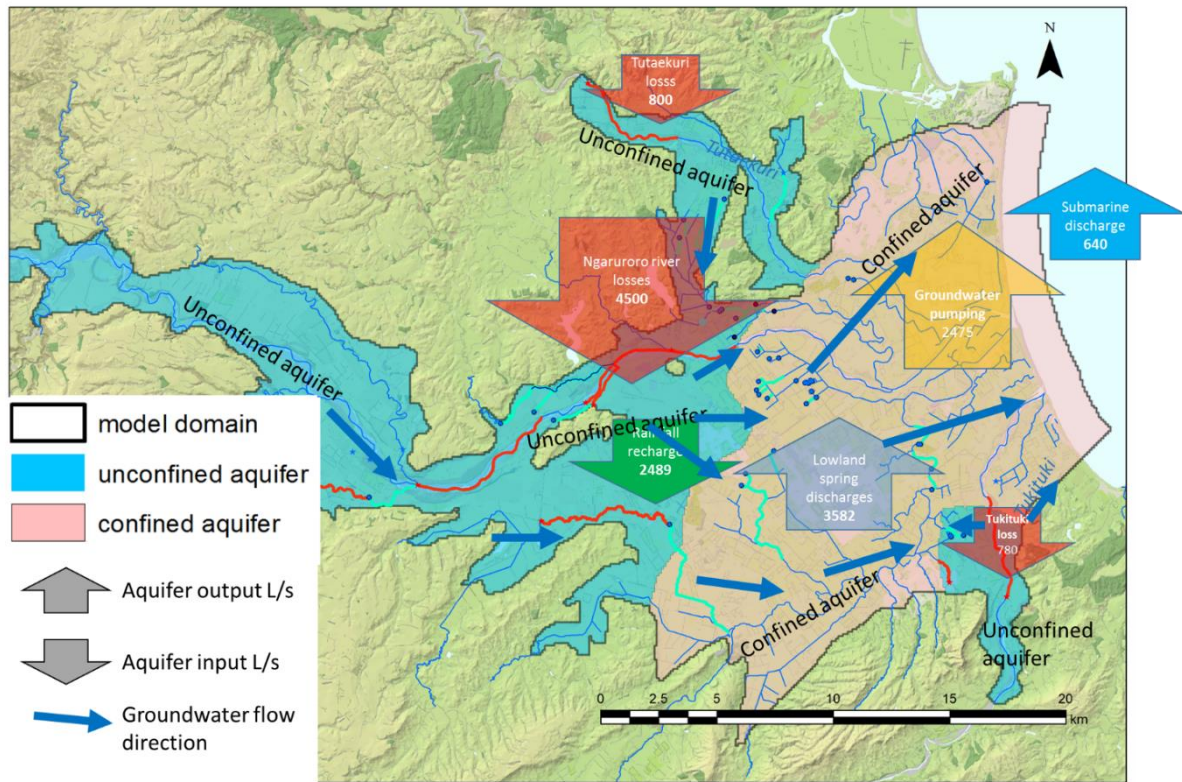 N
Tutaekuri
losss
800
Unconfined aquifer
Tutaekuri
Confined aquifer
Submarine
discharge
640
Ngaruroro river
losses
4500
Groundwater
pumping
2475
Unconfined aquifer
Unconfined aquifer
Rainfall
recharge
2489
Lowland
spring
discharges
3582
Tukituki
Tukituki
loss
780
Confined aquifer
Unconfined
aquifer
model domain
unconfined aquifer
confined aquifer
Aquifer output L/s
Aquifer input L/s
Groundwater flow
direction
0 2.5 5 10 15 20
km